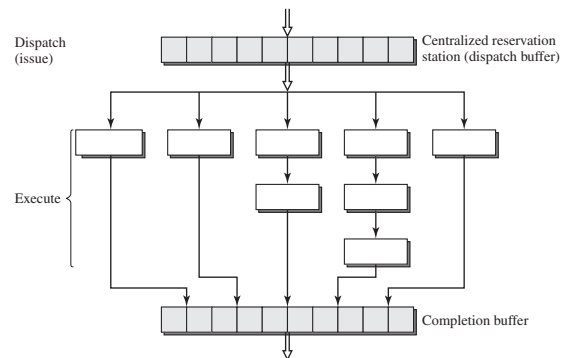 Dispatch
(issue)
Centralized reservation
station (dispatch buffer)
Execute
Completion buffer